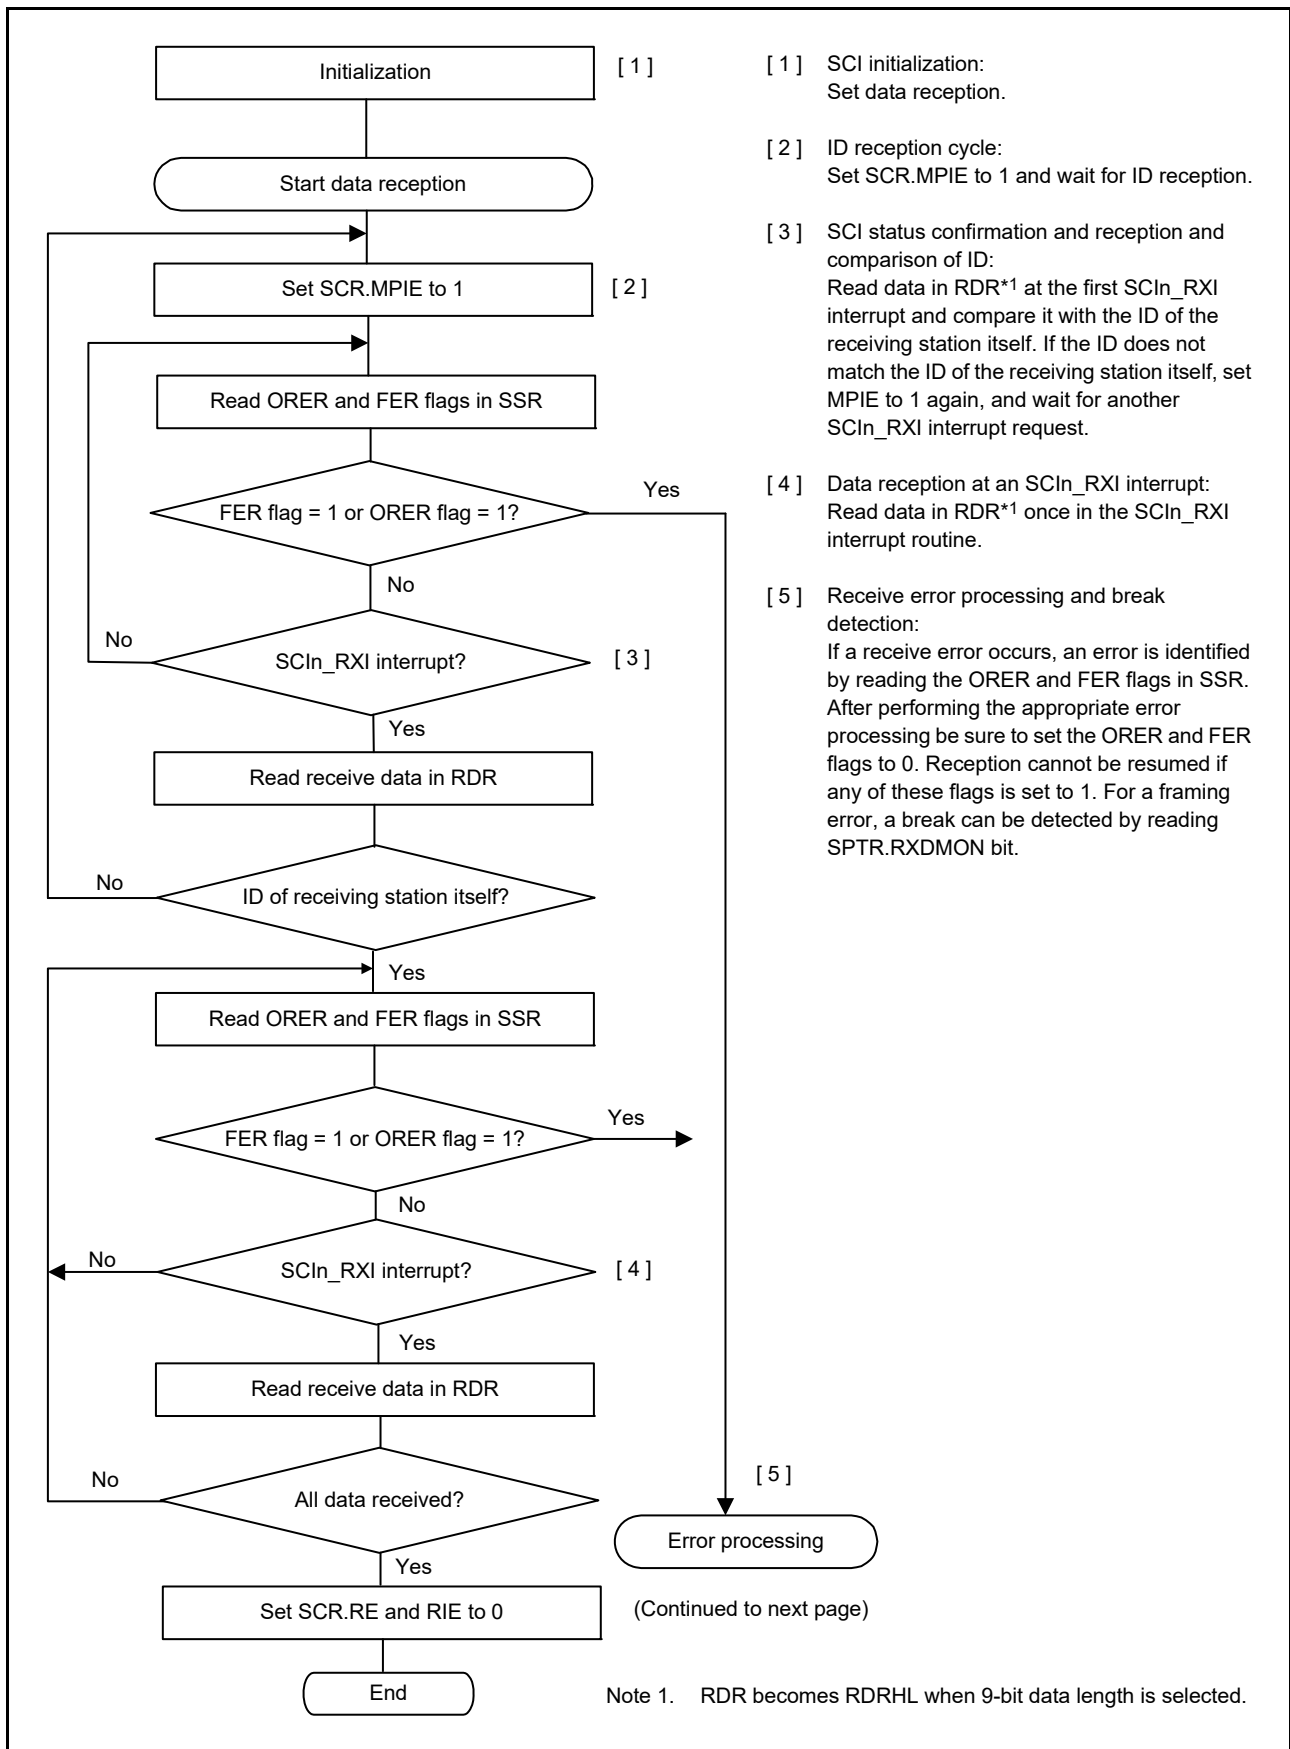 Initialization
[ 1 ]
Start data reception
Set SCR.MPIE to 1
[ 2 ]
Read ORER and FER flags in SSR
FER flag = 1 or ORER flag = 1?
Yes
No
SCIn_RXI interrupt?
No
[ 3 ]
Yes
Read receive data in RDR
ID of receiving station itself?
No
Yes
Read ORER and FER flags in SSR
FER flag = 1 or ORER flag = 1?
Yes
No
SCIn_RXI interrupt?
No
[ 4 ]
Yes
Read receive data in RDR
All data received?
No
Yes
Set SCR.RE and RIE to 0
End
[ 5 ]
Error processing
(Continued to next page)
[ 1 ] SCI initialization:
Set data reception.
[ 2 ] ID reception cycle:
Set SCR.MPIE to 1 and wait for ID reception.
[ 3 ] SCI status confirmation and reception and
comparison of ID:
Read data in RDR*1 at the first SCIn_RXI
interrupt and compare it with the ID of the
receiving station itself. If the ID does not
match the ID of the receiving station itself, set
MPIE to 1 again, and wait for another
SCIn_RXI interrupt request.
[ 4 ] Data reception at an SCIn_RXI interrupt:
Read data in RDR*1 once in the SCIn_RXI
interrupt routine.
[ 5 ] Receive error processing and break
detection:
If a receive error occurs, an error is identified
by reading the ORER and FER flags in SSR.
After performing the appropriate error
processing be sure to set the ORER and FER
flags to 0. Reception cannot be resumed if
any of these flags is set to 1. For a framing
error, a break can be detected by reading
SPTR.RXDMON bit.
Note 1. RDR becomes RDRHL when 9-bit data length is selected.